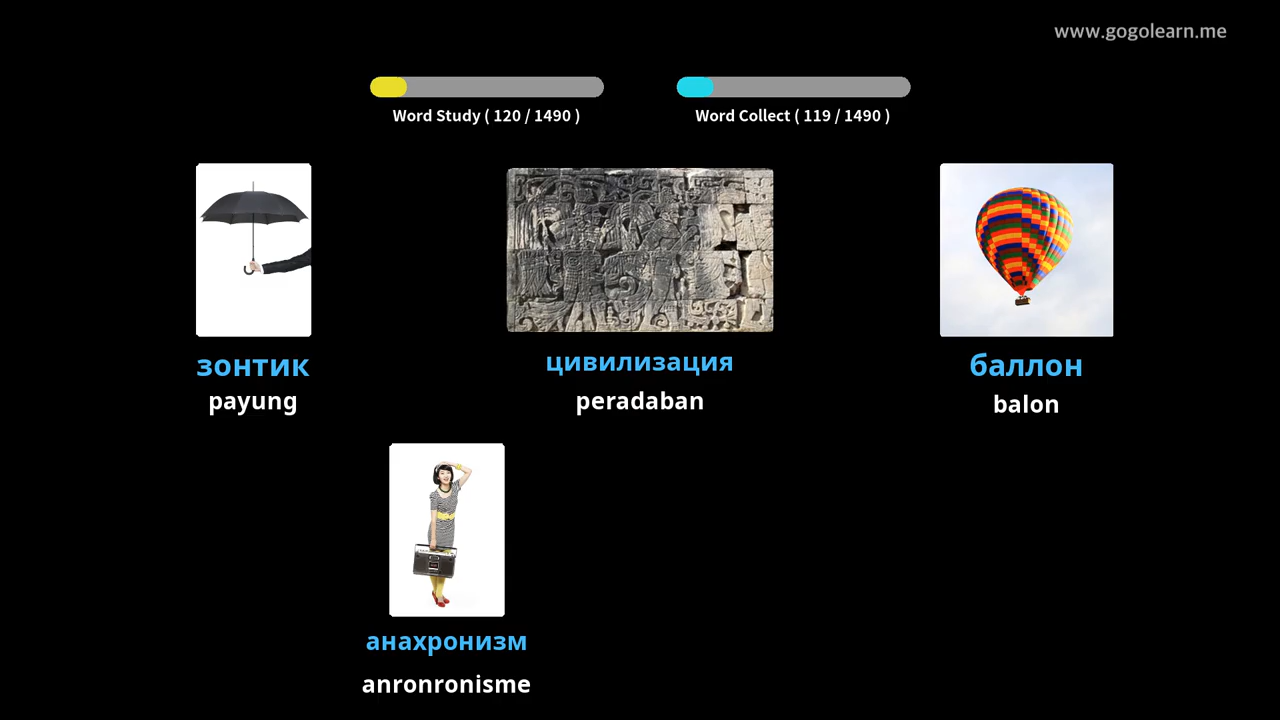 www.gogolearn.me
Word Study ( 120 / 1490 )
Word Collect ( 119 / 1490 )
зонтик
payung
цивилизация
peradaban
баллон
balon
анахронизм
anronronisme